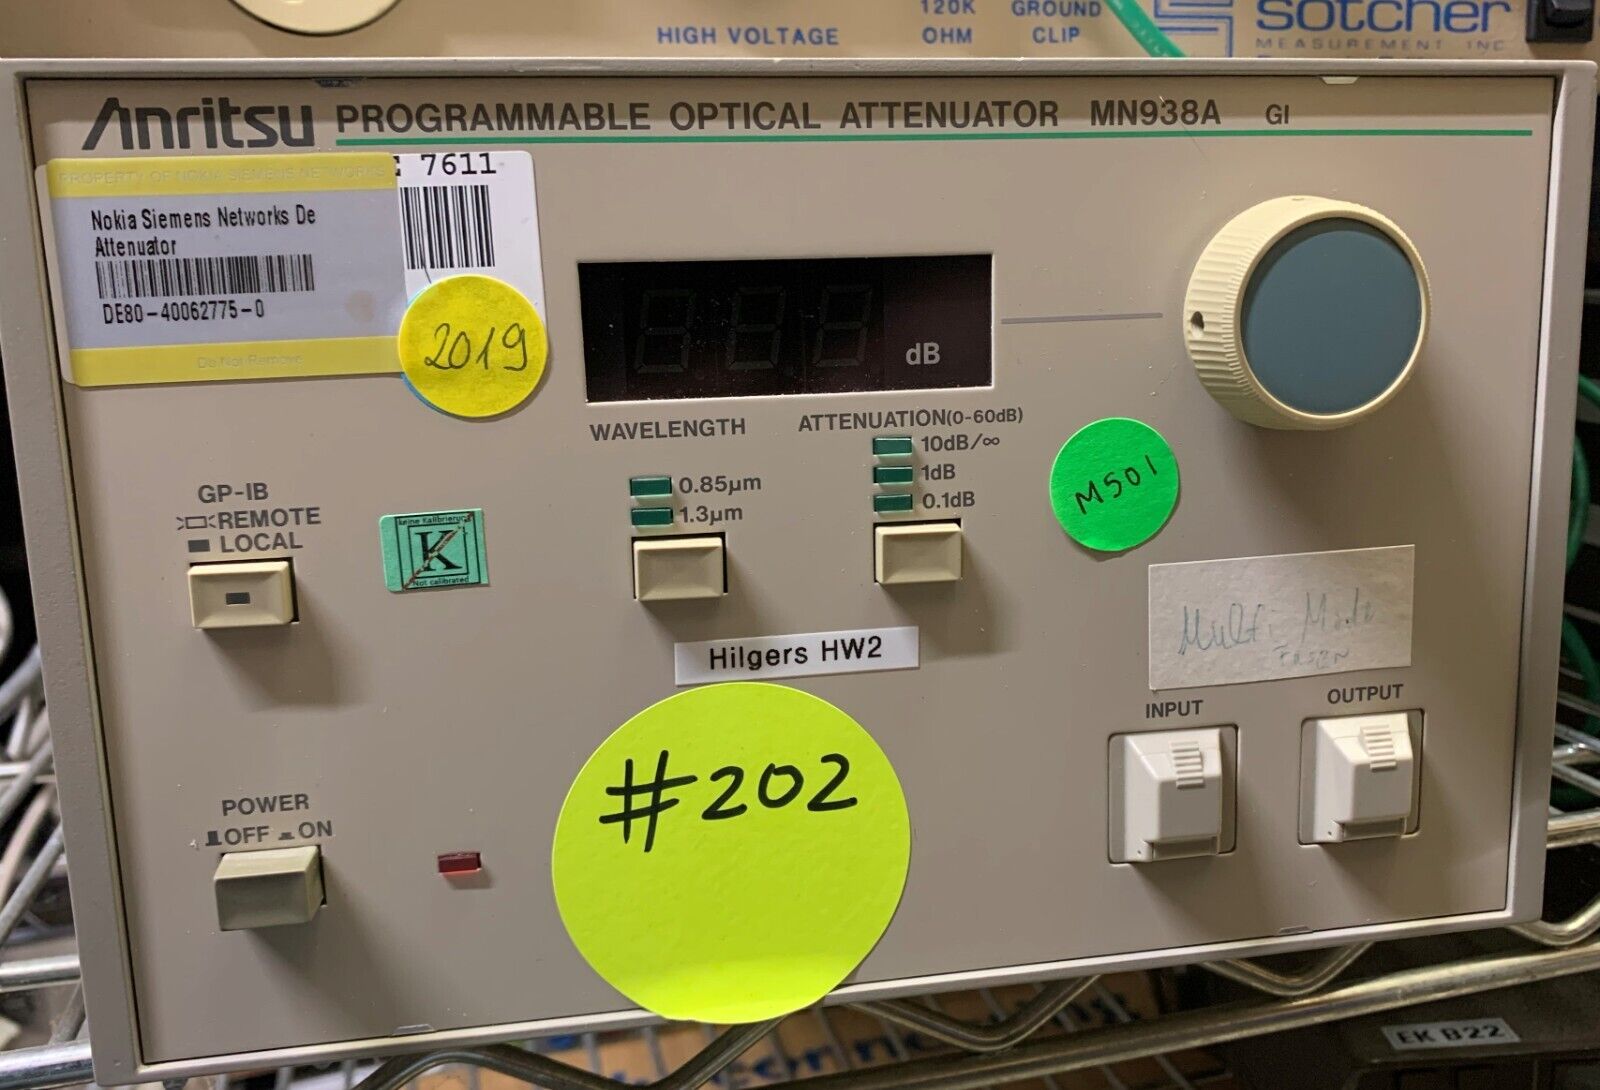 HIGH VOLTAGE
120K
OHM
GROUND
CLIP
sotcher
MEASUREMENT INC
Anritsu PROGRAMMABLE OPTICAL ATTENUATOR MN938A GI
7611
PROPERTY OF NOKIA SIEMENS NETWORKS
Nokia Siemens Networks De
Attenuator
DE80-40062775-0
Do Not Remove
2019
dB
WAVELENGTH
0.85µm
1.3µm
ATTENUATION(0-60dB)
10dB/∞
1dB
0.1dB
M501
GP-IB
REMOTE
LOCAL
keine Kalibrierung
K
Not calibrated
Hilgers HW2
Multi Mode
INPUT
OUTPUT
#202
POWER
OFF ON
EK B22